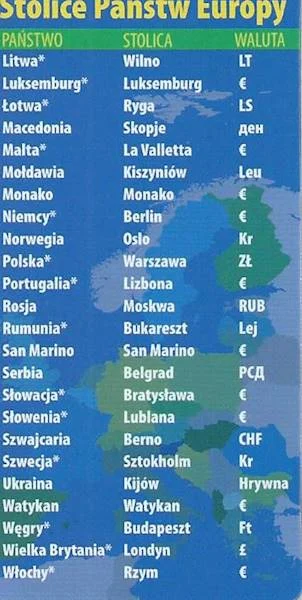 Stolice Państw Europy
PAŃSTWO STOLICA WALUTA
Litwa* Wilno LT
Luksemburg* Luksemburg €
Łotwa* Ryga LS
Macedonia Skopje ден
Malta* La Valletta €
Mołdawia Kiszyniów Leu
Monako Monako €
Niemcy* Berlin €
Norwegia Oslo Kr
Polska* Warszawa ZŁ
Portugalia* Lizbona €
Rosja Moskwa RUB
Rumunia* Bukareszt Lej
San Marino San Marino €
Serbia Belgrad РСД
Słowacja* Bratysława €
Słowenia* Lublana €
Szwajcaria Berno CHF
Szwecja* Sztokholm Kr
Ukraina Kijów Hrywna
Watykan Watykan €
Węgry* Budapeszt Ft
Wielka Brytania* Londyn £
Włochy* Rzym €